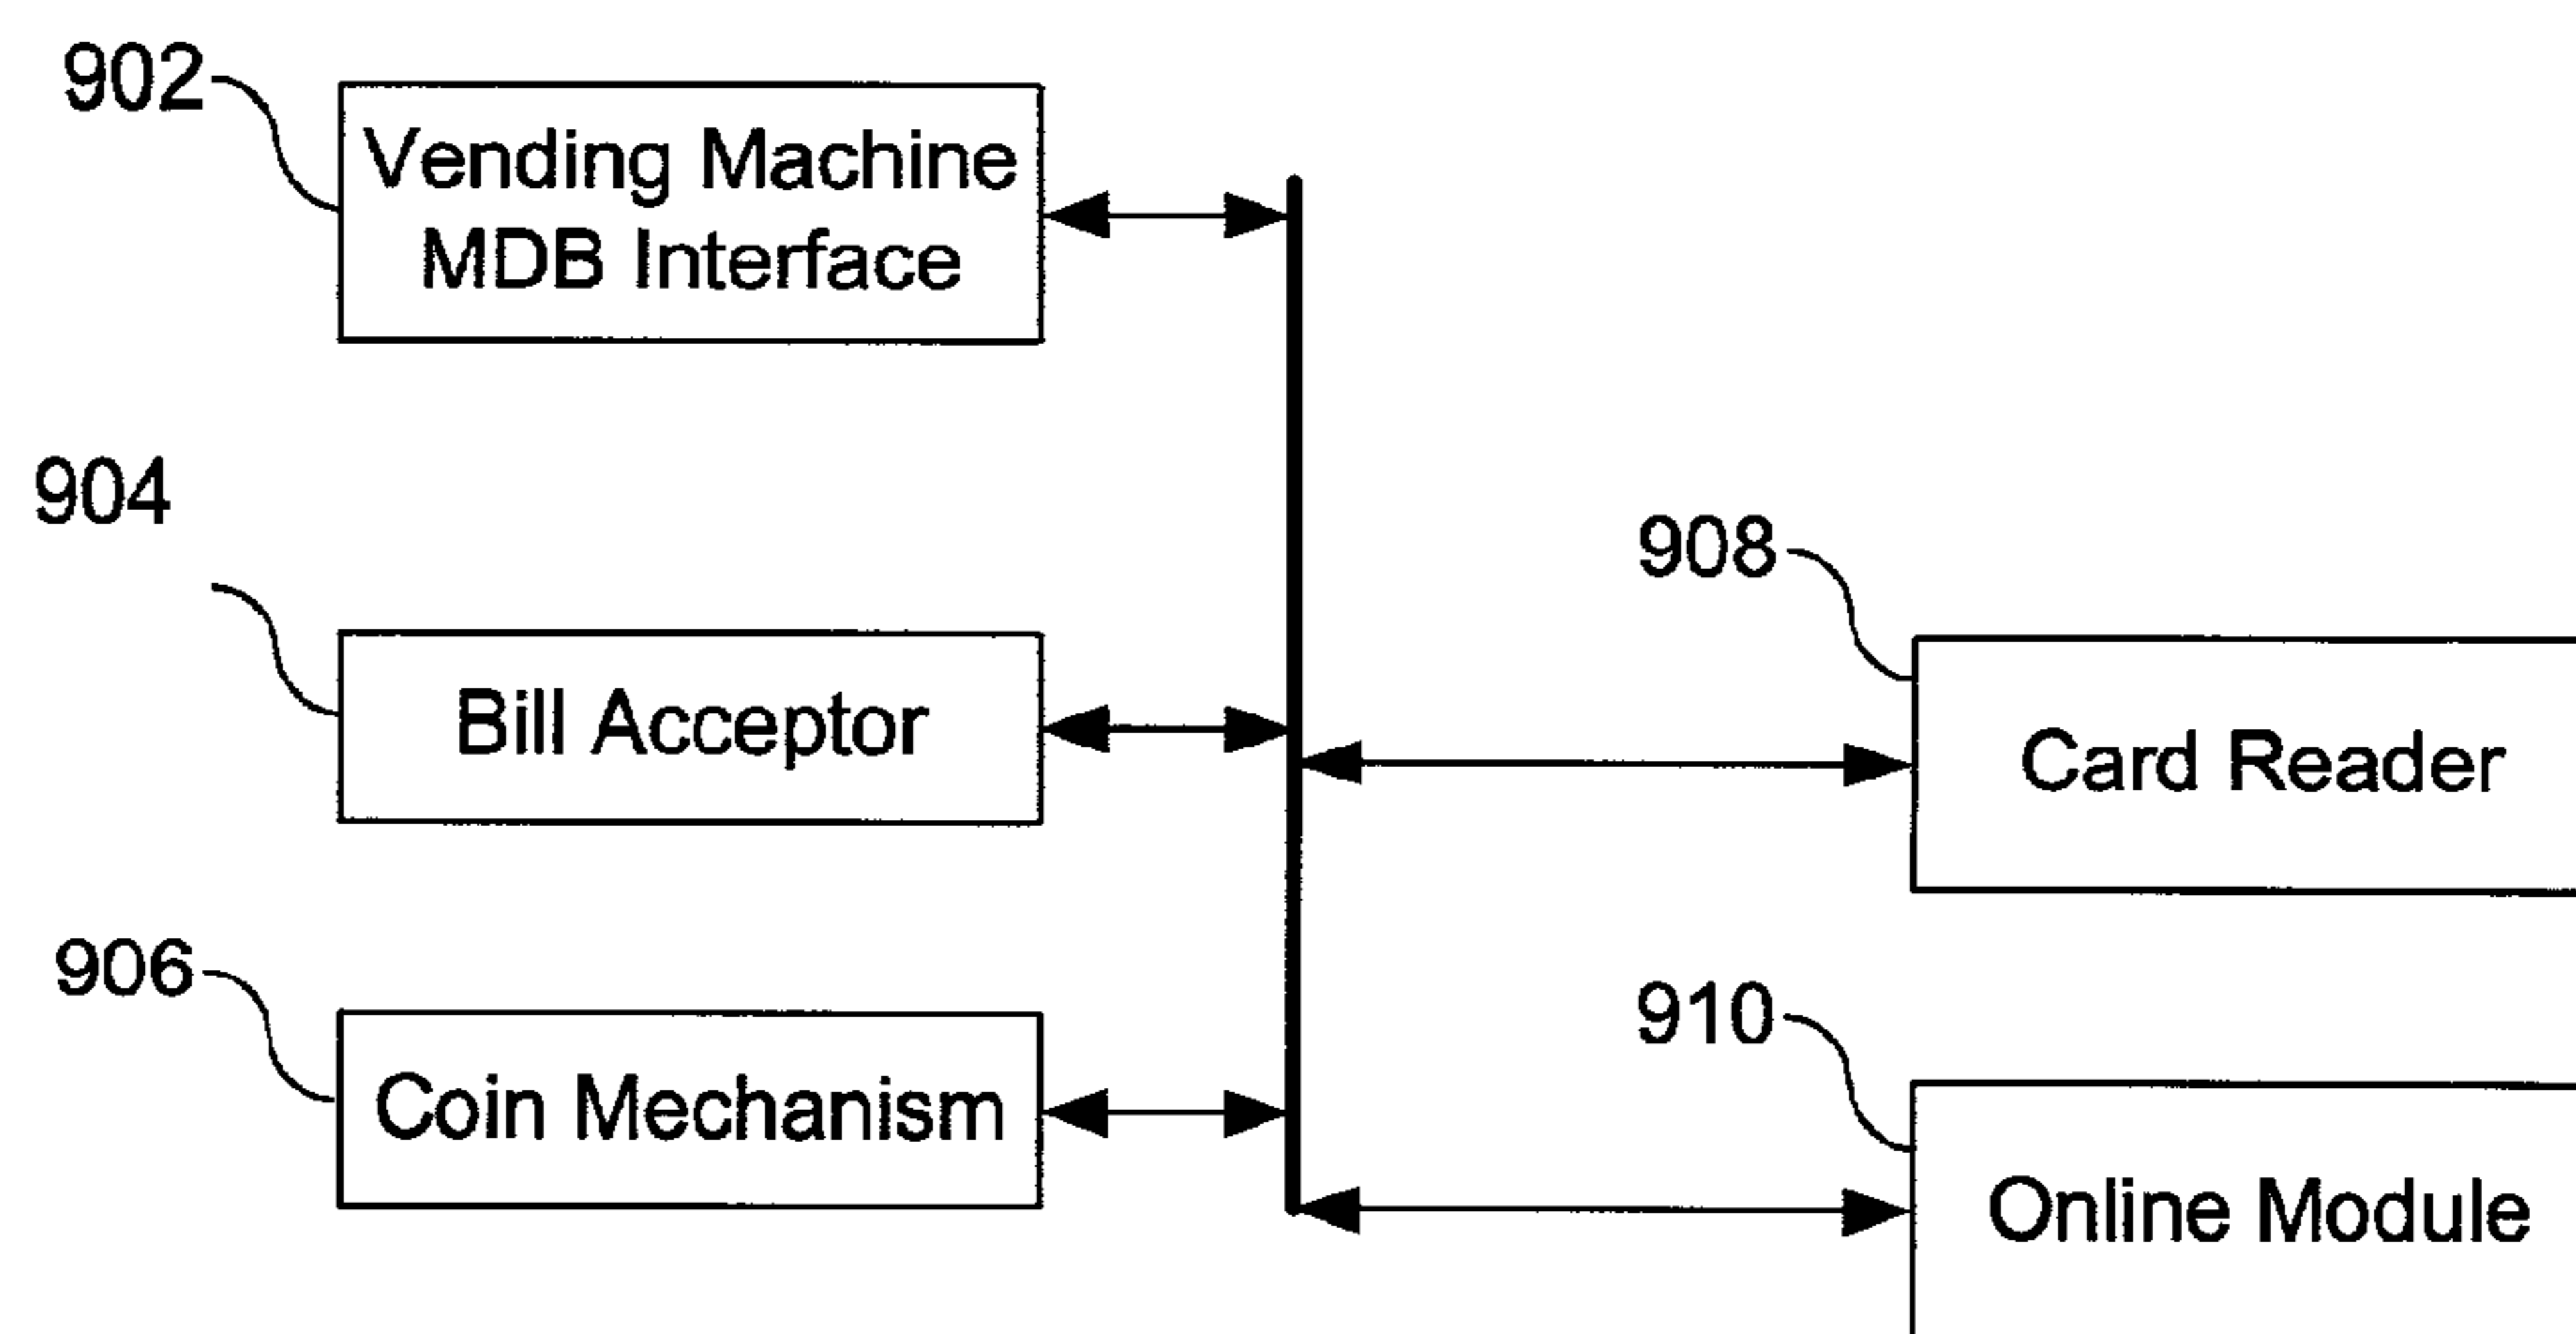 902
Vending Machine
MDB Interface
904
Bill Acceptor
906
Coin Mechanism
908
Card Reader
910
Online Module